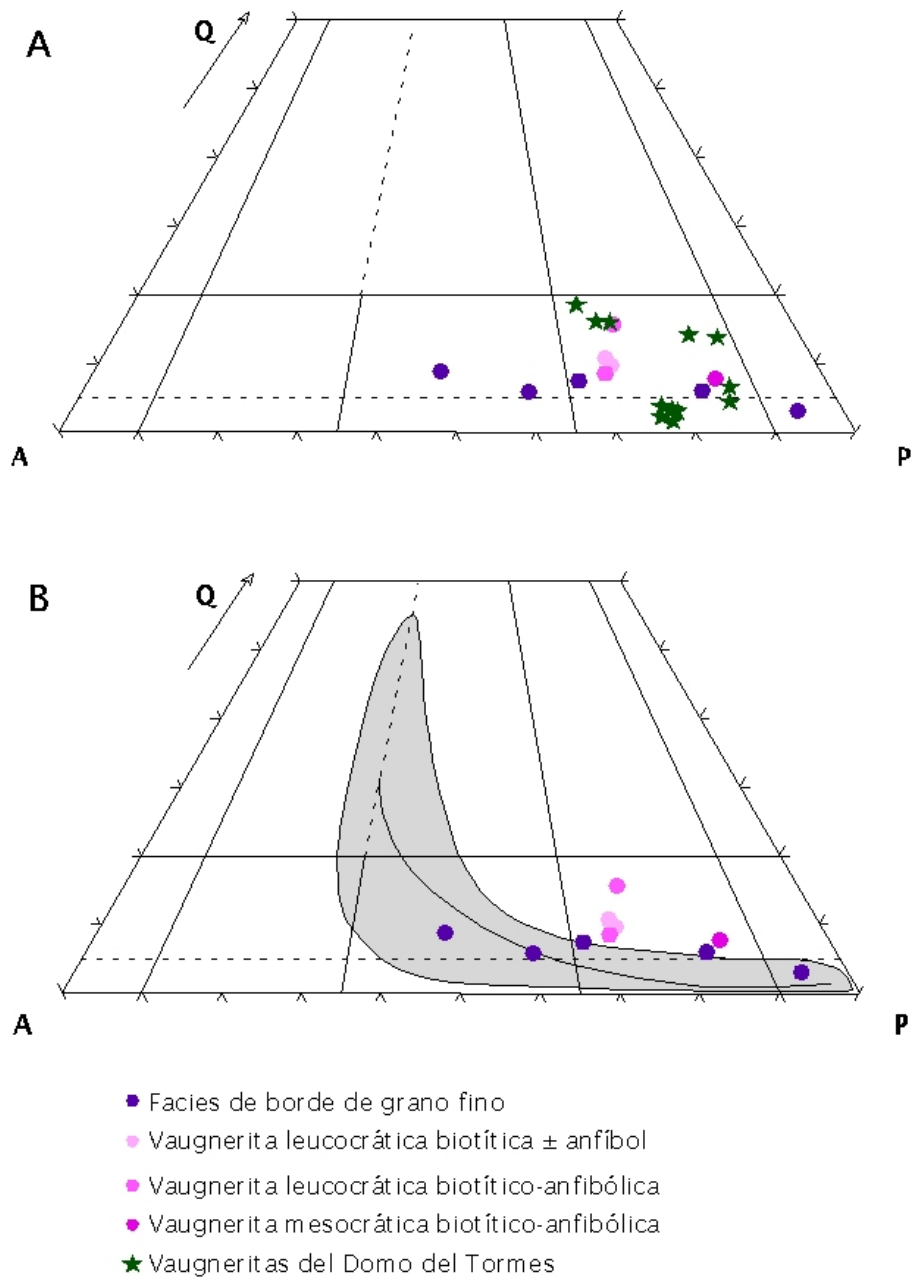 A
Q
A
P
B
Q
A
P
Facies de borde de grano fino
Vaugnerita leucocrática biotítica ± anfíbol
Vaugnerita leucocrática biotítico-anfibólica
Vaugnerita mesocrática biotítico-anfibólica
Vaugneritas del Domo del Tormes